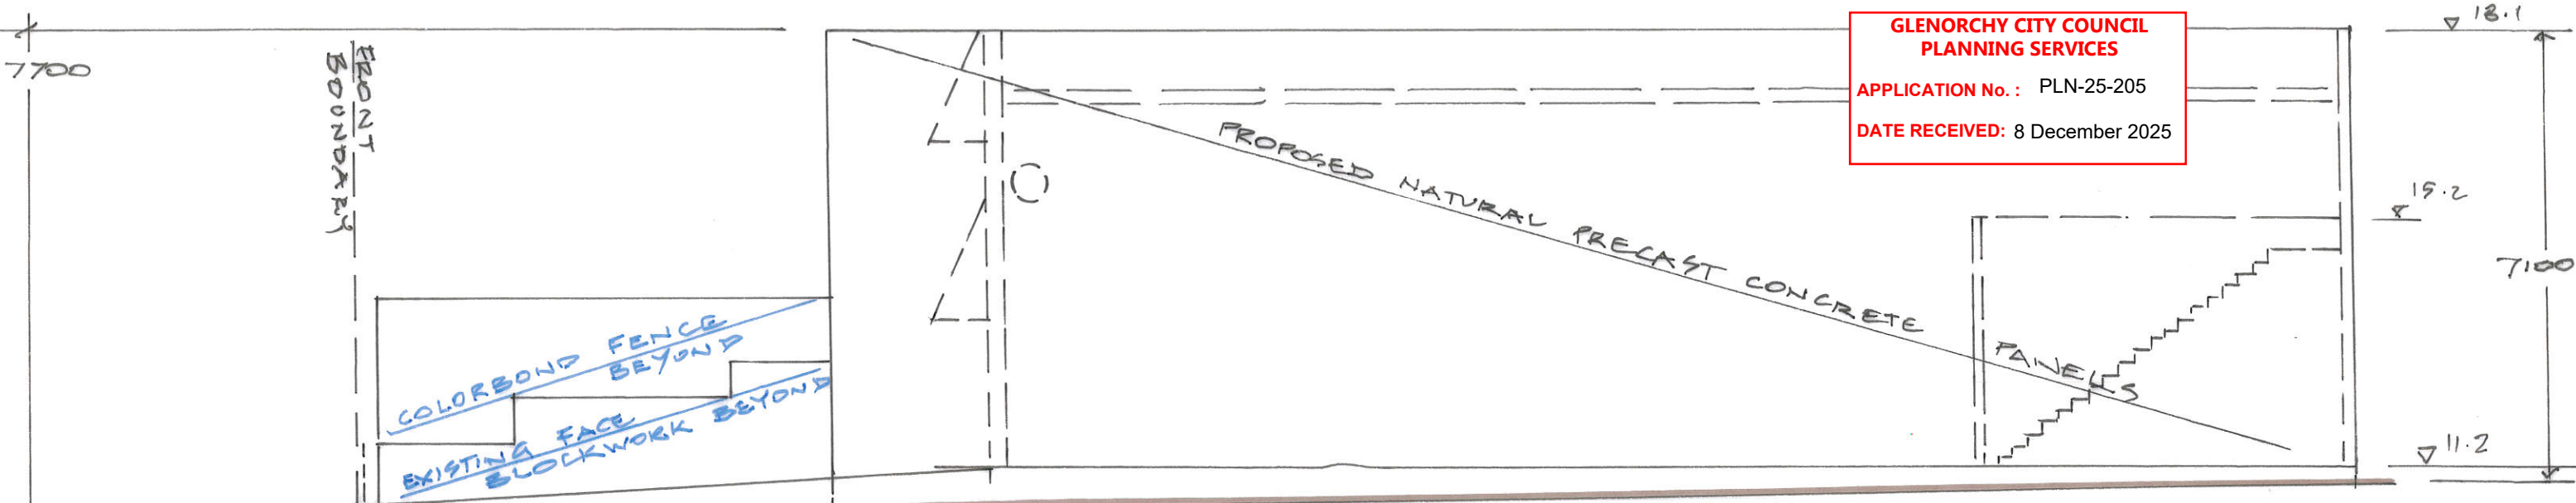 7700
FRONT
BOUNDARY
COLORBOND FENCE
BEYOND
EXISTING FACE
BLOCKWORK BEYOND
PROPOSED NATURAL PRECAST CONCRETE PANELS
GLENORCHY CITY COUNCIL
PLANNING SERVICES
APPLICATION No. : PLN-25-205
DATE RECEIVED: 8 December 2025
18.1
15.2
7100
11.2